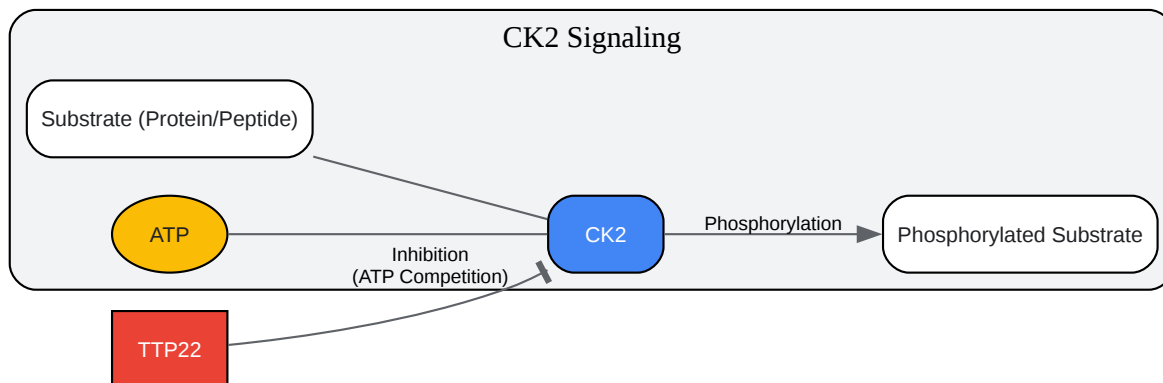 CK2 Signaling
Substrate (Protein/Peptide)
ATP
CK2
Phosphorylation
Phosphorylated Substrate
Inhibition
(ATP Competition)
TTP22